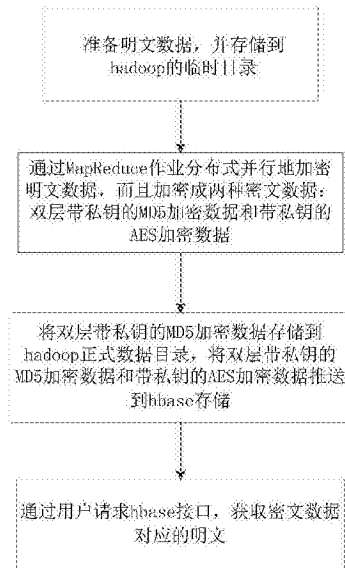 准备明文数据，并存储到
hadoop的临时目录
通过MapReduce作业分布式并行地加密
明文数据，而且加密成两种密文数据：
双层带私钥的MD5加密数据和带私钥的
AES加密数据
将双层带私钥的MD5加密数据存储到
hadoop正式数据目录，将双层带私钥的
MD5加密数据和带私钥的AES加密数据推送
到hbase存储
通过用户请求hbase接口，获取密文数据
对应的明文